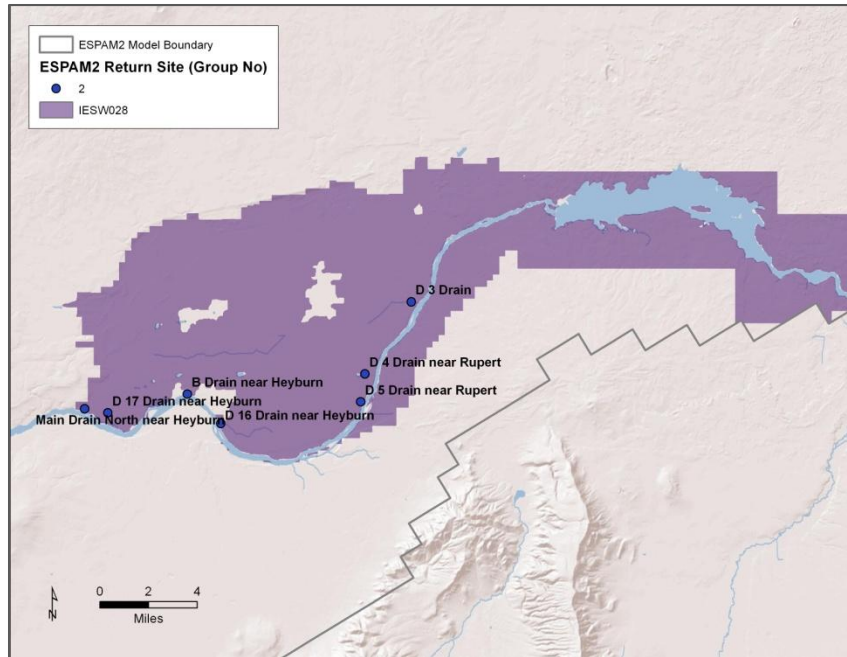 ESPAM2 Model Boundary
ESPAM2 Return Site (Group No)
2
IESW028
D 3 Drain
D 4 Drain near Rupert
B Drain near Heyburn
D 5 Drain near Rupert
D 17 Drain near Heyburn
Main Drain North near Heyburn
D 16 Drain near Heyburn
N
0 2 4
Miles